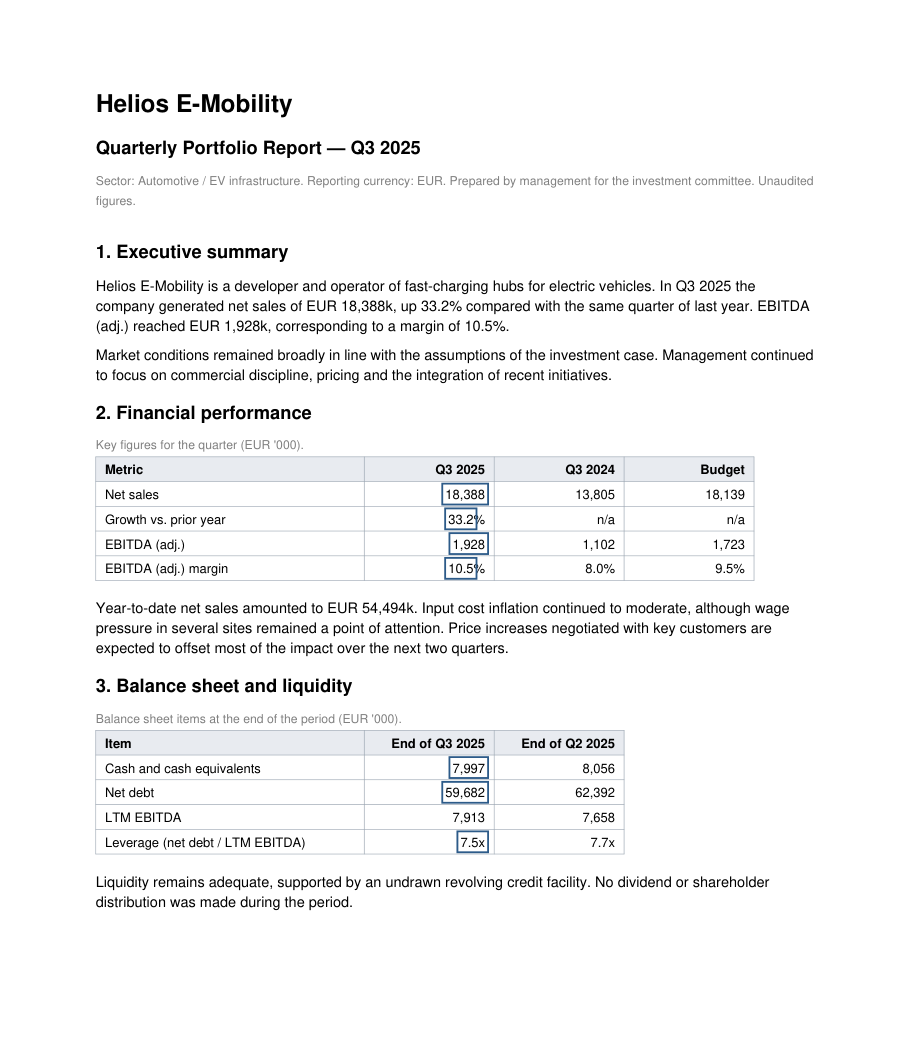 Helios E-Mobility
Quarterly Portfolio Report — Q3 2025
Sector: Automotive / EV infrastructure. Reporting currency: EUR. Prepared by management for the investment committee. Unaudited
figures.
1. Executive summary
Helios E-Mobility is a developer and operator of fast-charging hubs for electric vehicles. In Q3 2025 the
company generated net sales of EUR 18,388k, up 33.2% compared with the same quarter of last year. EBITDA
(adj.) reached EUR 1,928k, corresponding to a margin of 10.5%.
Market conditions remained broadly in line with the assumptions of the investment case. Management continued
to focus on commercial discipline, pricing and the integration of recent initiatives.
2. Financial performance
Key figures for the quarter (EUR '000).
Metric Q3 2025 Q3 2024 Budget
Net sales 18,388 13,805 18,139
Growth vs. prior year 33.2% n/a n/a
EBITDA (adj.) 1,928 1,102 1,723
EBITDA (adj.) margin 10.5% 8.0% 9.5%
Year-to-date net sales amounted to EUR 54,494k. Input cost inflation continued to moderate, although wage
pressure in several sites remained a point of attention. Price increases negotiated with key customers are
expected to offset most of the impact over the next two quarters.
3. Balance sheet and liquidity
Balance sheet items at the end of the period (EUR '000).
Item End of Q3 2025 End of Q2 2025
Cash and cash equivalents 7,997 8,056
Net debt 59,682 62,392
LTM EBITDA 7,913 7,658
Leverage (net debt / LTM EBITDA) 7.5x 7.7x
Liquidity remains adequate, supported by an undrawn revolving credit facility. No dividend or shareholder
distribution was made during the period.